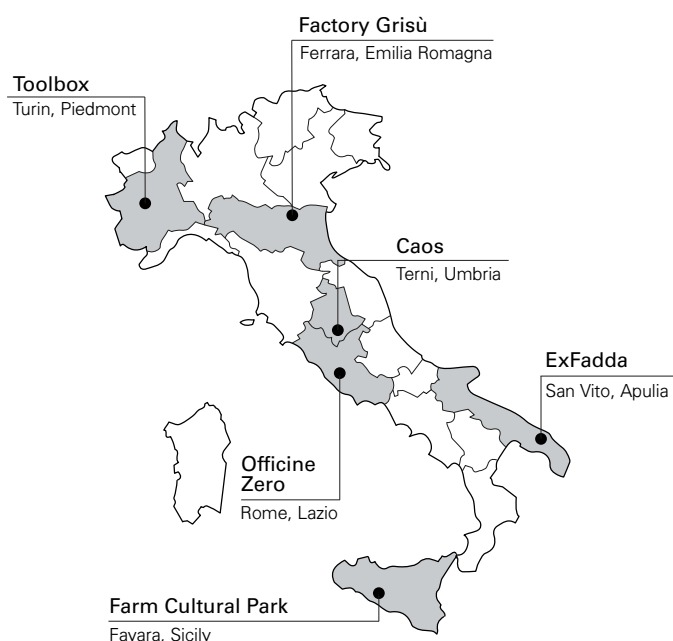 Factory Grisù
Ferrara, Emilia Romagna
Toolbox
Turin, Piedmont
Caos
Terni, Umbria
ExFadda
San Vito, Apulia
Officine
Zero
Rome, Lazio
Farm Cultural Park
Favara, Sicily